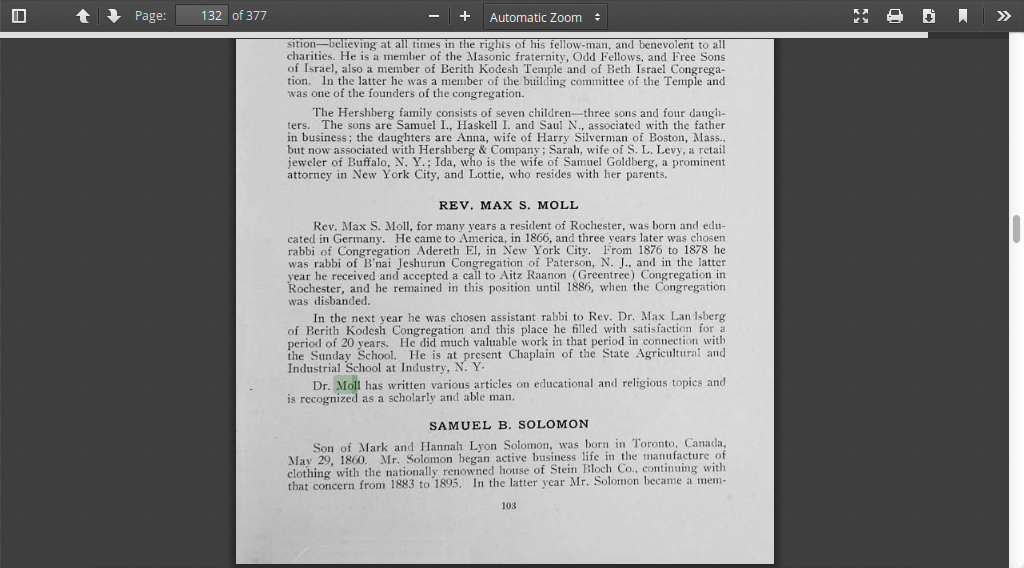 Page: 132 of 377
Automatic Zoom
sition—believing at all times in the rights of his fellow-man, and benevolent to all
charities. He is a member of the Masonic fraternity, Odd Fellows, and Free Sons
of Israel, also a member of Berith Kodesh Temple and of Beth Israel Congrega-
tion. In the latter he was a member of the building committee of the Temple and
was one of the founders of the congregation.
The Hershberg family consists of seven children—three sons and four daugh-
ters. The sons are Samuel I., Haskell I. and Saul N., associated with the father
in business; the daughters are Anna, wife of Harry Silverman of Boston, Mass.,
but now associated with Hershberg & Company; Sarah, wife of S. L. Levy, a retail
jeweler of Buffalo, N. Y.; Ida, who is the wife of Samuel Goldberg, a prominent
attorney in New York City, and Lottie, who resides with her parents.
REV. MAX S. MOLL
Rev. Max S. Moll, for many years a resident of Rochester, was born and edu-
cated in Germany. He came to America, in 1866, and three years later was chosen
rabbi of Congregation Adereth El, in New York City. From 1876 to 1878 he
was rabbi of B'nai Jeshurun Congregation of Paterson, N. J., and in the latter
year he received and accepted a call to Aitz Raanon (Greentree) Congregation in
Rochester, and he remained in this position until 1886, when the Congregation
was disbanded.
In the next year he was chosen assistant rabbi to Rev. Dr. Max Landsberg
of Berith Kodesh Congregation and this place he filled with satisfaction for a
period of 20 years. He did much valuable work in that period in connection with
the Sunday School. He is at present Chaplain of the State Agricultural and
Industrial School at Industry, N. Y.
Dr. Moll has written various articles on educational and religious topics and
is recognized as a scholarly and able man.
SAMUEL B. SOLOMON
Son of Mark and Hannah Lyon Solomon, was born in Toronto, Canada,
May 29, 1860. Mr. Solomon began active business life in the manufacture of
clothing with the nationally renowned house of Stein Bloch Co., continuing with
that concern from 1883 to 1895. In the latter year Mr. Solomon became a mem-
103